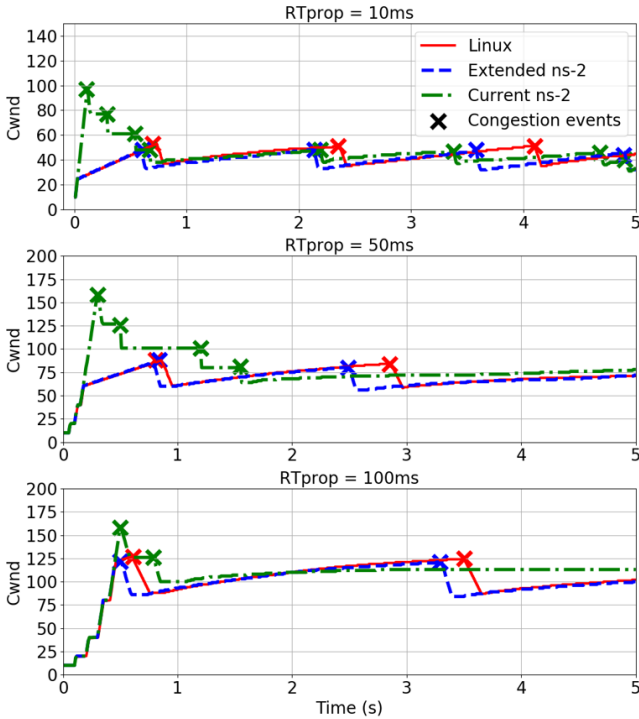 RTprop = 10ms
140
120
100
80
60
40
20
0
Cwnd
Linux
Extended ns-2
Current ns-2
Congestion events
0 1 2 3 4 5
RTprop = 50ms
200
175
150
125
100
75
50
25
0
Cwnd
0 1 2 3 4 5
RTprop = 100ms
200
175
150
125
100
75
50
25
0
Cwnd
0 1 2 3 4 5
Time (s)